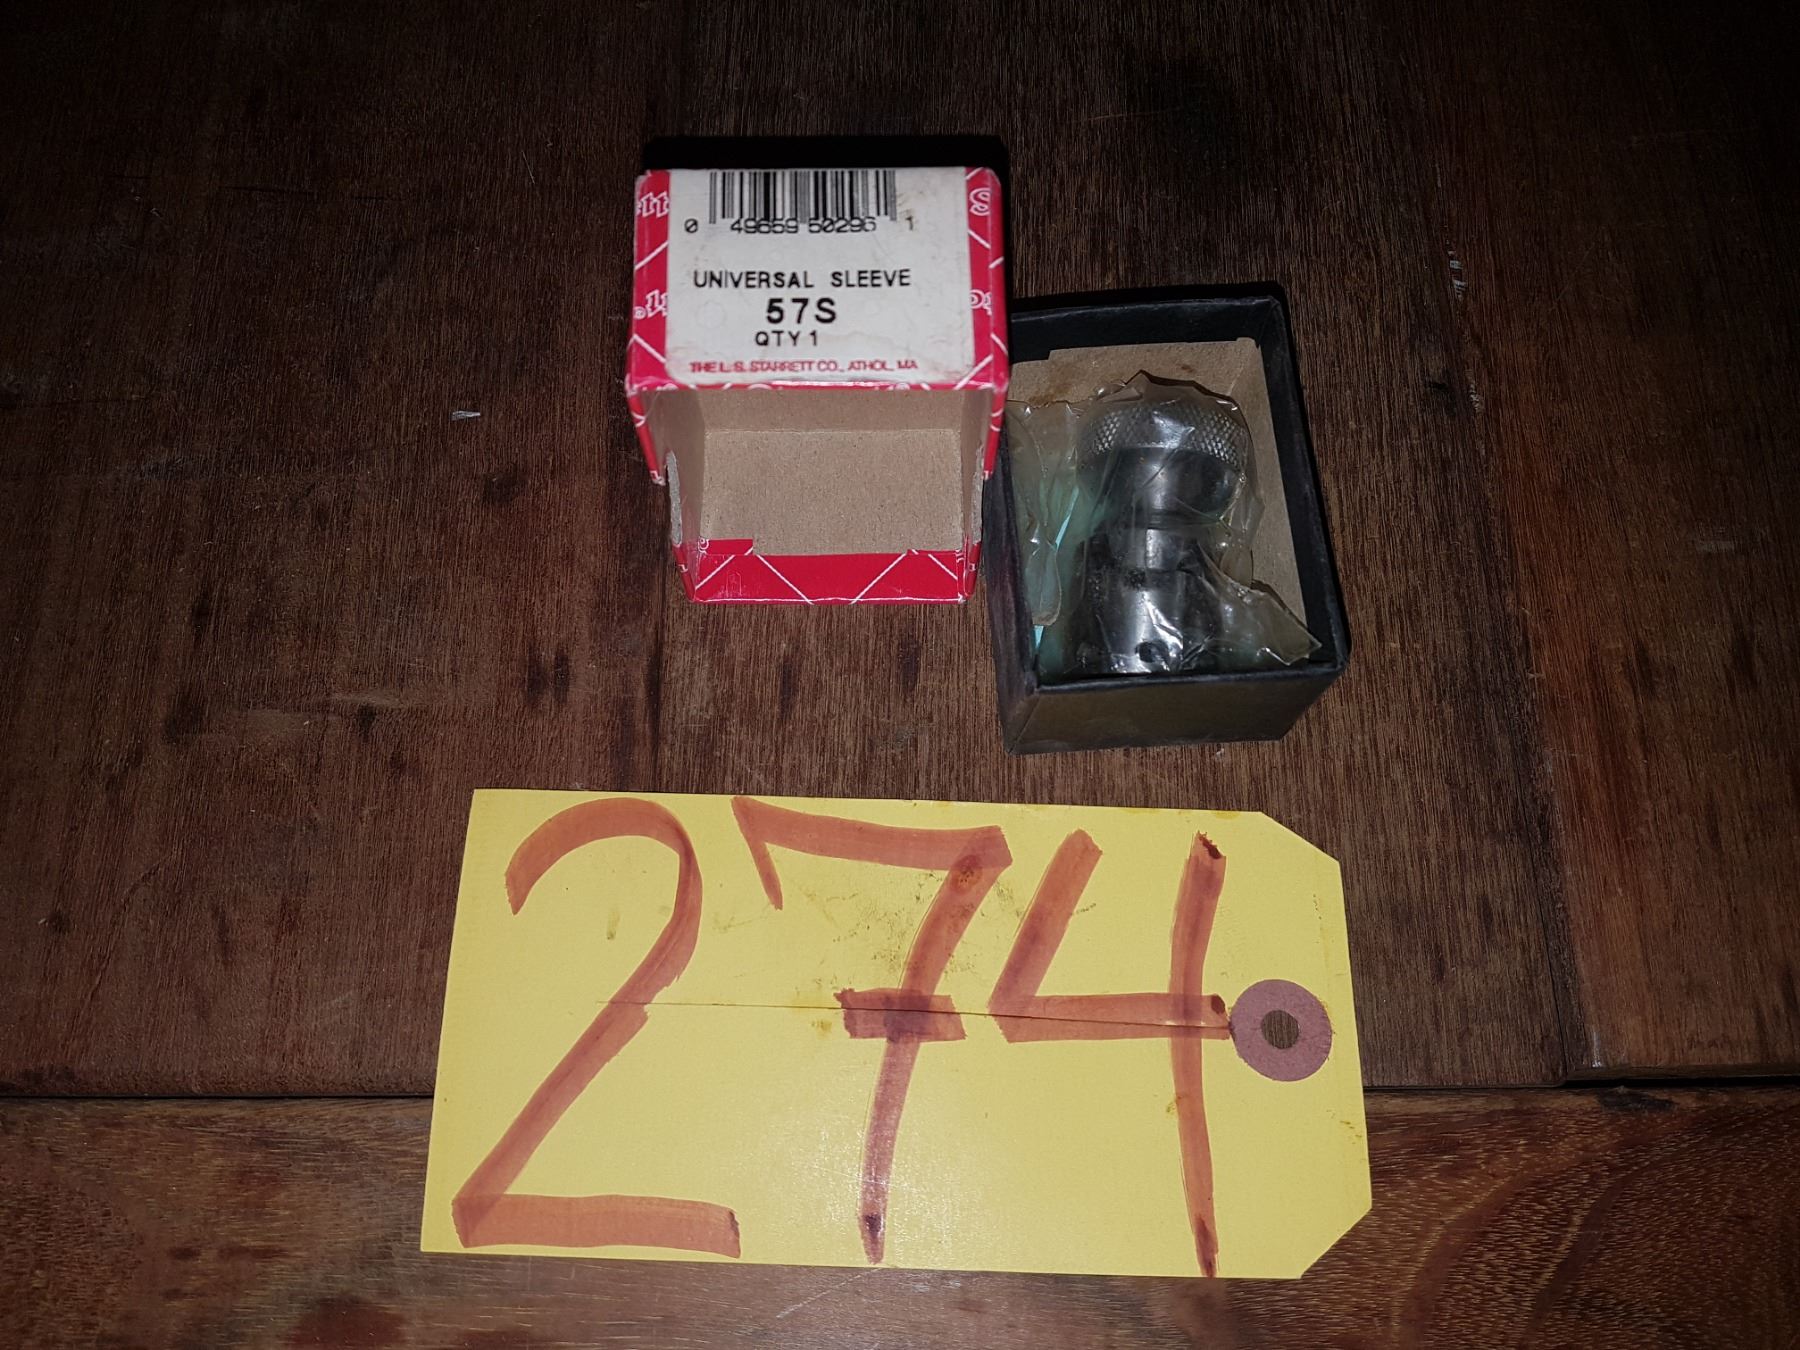 0 49659 50296 1
UNIVERSAL SLEEVE
57S
QTY 1
THE L. S. STARRETT CO., ATHOL, MA
274